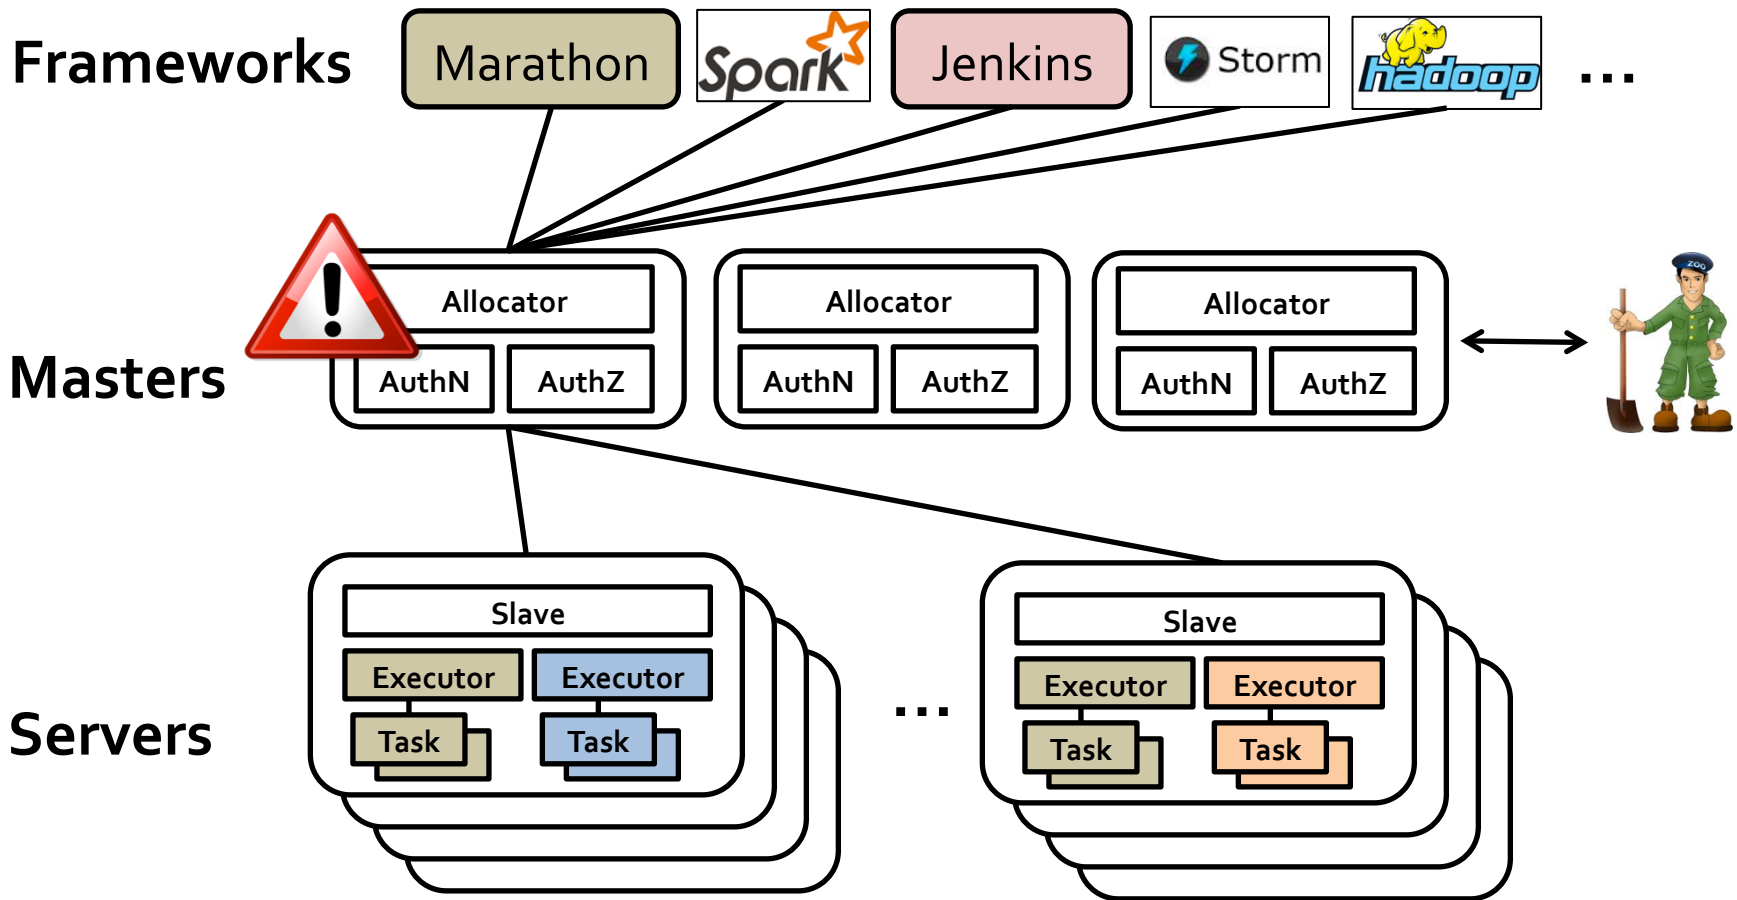 Frameworks
Marathon
Spark
Jenkins
Storm
hadoop
...
Masters
!
Allocator
AuthN
AuthZ
Allocator
AuthN
AuthZ
Allocator
AuthN
AuthZ
ZOO
Servers
Slave
Executor
Executor
Task
Task
...
Slave
Executor
Executor
Task
Task